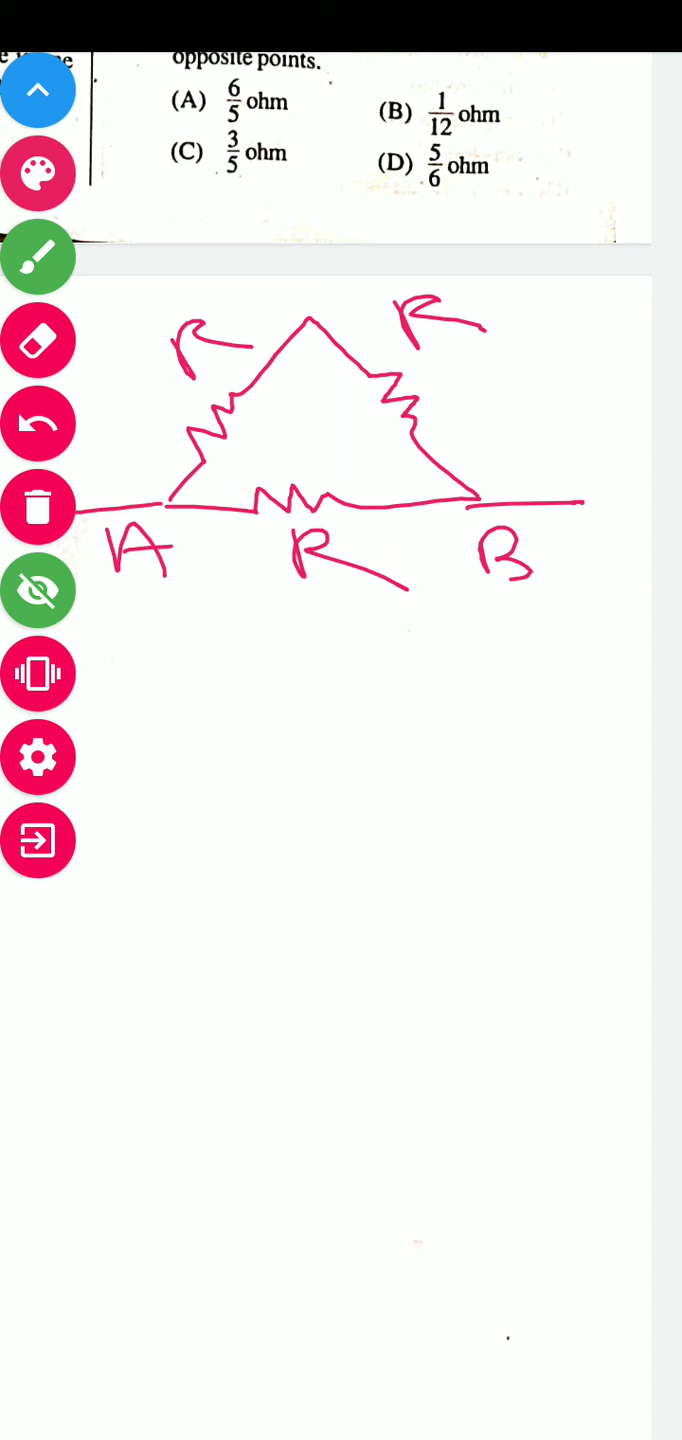 opposite points.
(A) 6/5 ohm (B) 1/12 ohm
(C) 3/5 ohm (D) 5/6 ohm
R R
A R B